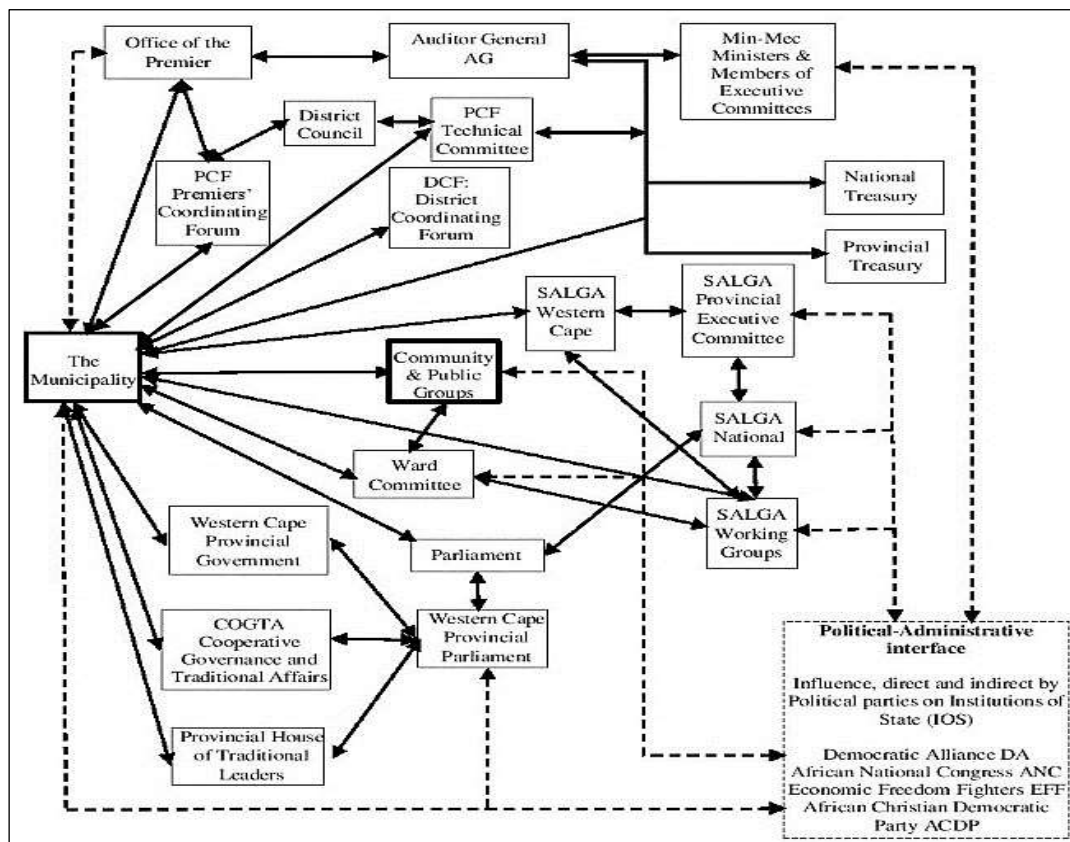 Office of the
Premier
Auditor General
AG
Min-Mec
Ministers &
Members of
Executive
Committees
District
Council
PCF
Technical
Committee
PCF
Premiers'
Coordinating
Forum
DCF:
District
Coordinating
Forum
National
Treasury
Provincial
Treasury
SALGA
Western
Cape
SALGA
Provincial
Executive
Committee
The
Municipality
Community
& Public
Groups
SALGA
National
Ward
Committee
SALGA
Working
Groups
Western Cape
Provincial
Government
Parliament
COGTA
Cooperative
Governance and
Traditional Affairs
Western Cape
Provincial
Parliament
Provincial House
of Traditional
Leaders
Political-Administrative
interface
Influence, direct and indirect by
Political parties on Institutions of
State (IOS)
Democratic Alliance DA
African National Congress ANC
Economic Freedom Fighters EFF
African Christian Democratic
Party ACDP